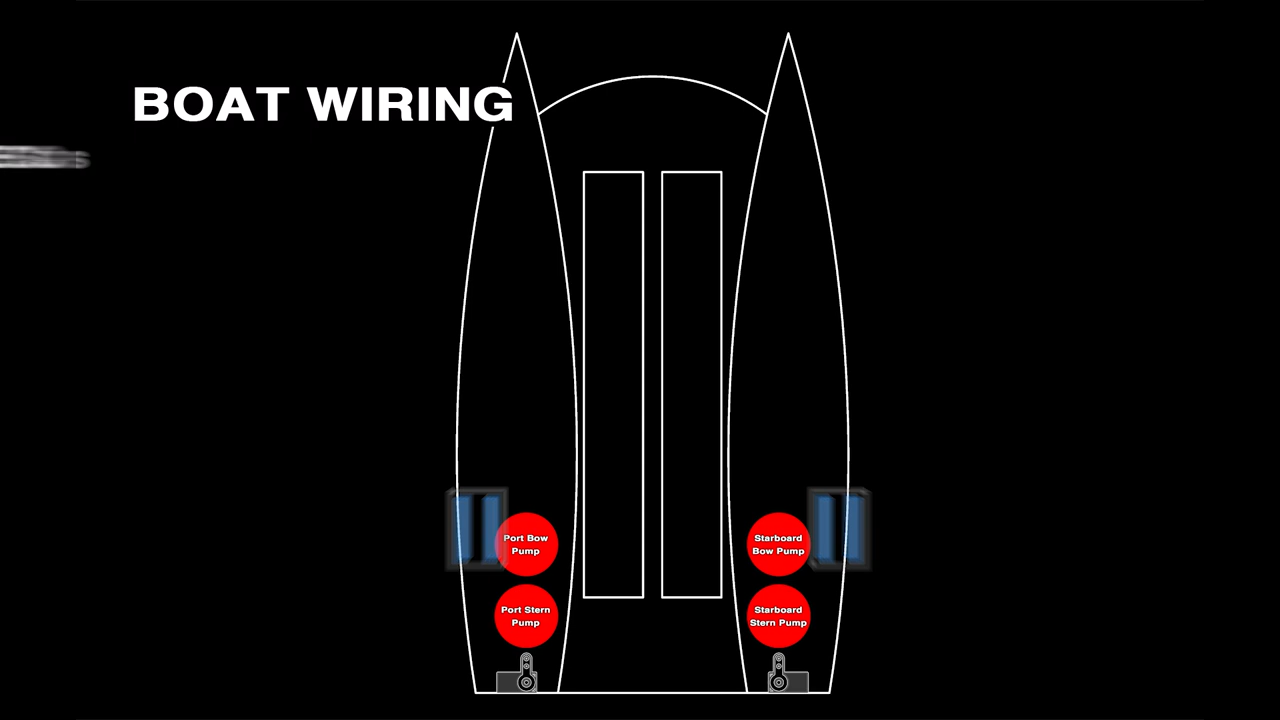 BOAT WIRING
Port Bow
Pump
Starboard
Bow Pump
Port Stern
Pump
Starboard
Stern Pump